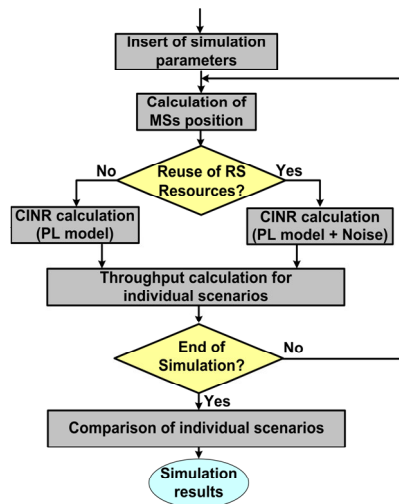 Insert of simulation
parameters
Calculation of
MSs position
No
Reuse of RS
Resources?
Yes
CINR calculation
(PL model)
CINR calculation
(PL model + Noise)
Throughput calculation for
individual scenarios
End of
Simulation?
No
Yes
Comparison of individual scenarios
Simulation
results